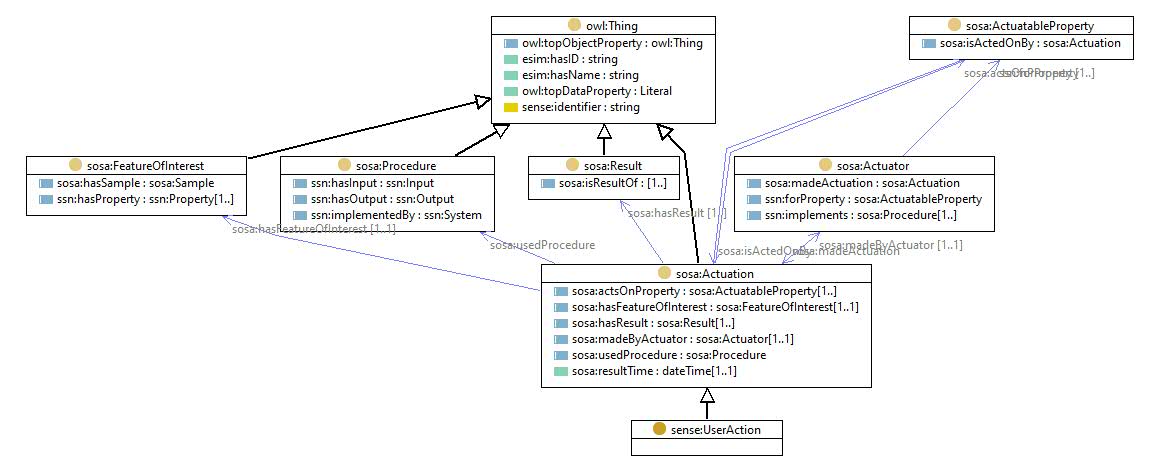 owl:Thing
owl:topObjectProperty : owl:Thing
esim:hasID : string
esim:hasName : string
owl:topDataProperty : Literal
sense:identifier : string
sosa:ActuatableProperty
sosa:isActedOnBy : sosa:Actuation
sosa:FeatureOfInterest
sosa:hasSample : sosa:Sample
ssn:hasProperty : ssn:Property[1..]
sosa:Procedure
ssn:hasInput : ssn:Input
ssn:hasOutput : ssn:Output
ssn:implementedBy : ssn:System
sosa:Result
sosa:isResultOf : [1..]
sosa:Actuator
sosa:madeActuation : sosa:Actuation
ssn:forProperty : sosa:ActuatableProperty
ssn:implements : sosa:Procedure[1..]
sosa:hasResult [1..]
sosa:hasFeatureOfInterest [1..1]
sosa:usedProcedure
sosa:isActedOnBy
sosa:madeByActuator [1..1]
sosa:madeActuation
sosa:Actuation
sosa:actsOnProperty : sosa:ActuatableProperty[1..]
sosa:hasFeatureOfInterest : sosa:FeatureOfInterest[1..1]
sosa:hasResult : sosa:Result[1..]
sosa:madeByActuator : sosa:Actuator[1..1]
sosa:usedProcedure : sosa:Procedure
sosa:resultTime : dateTime[1..1]
sense:UserAction